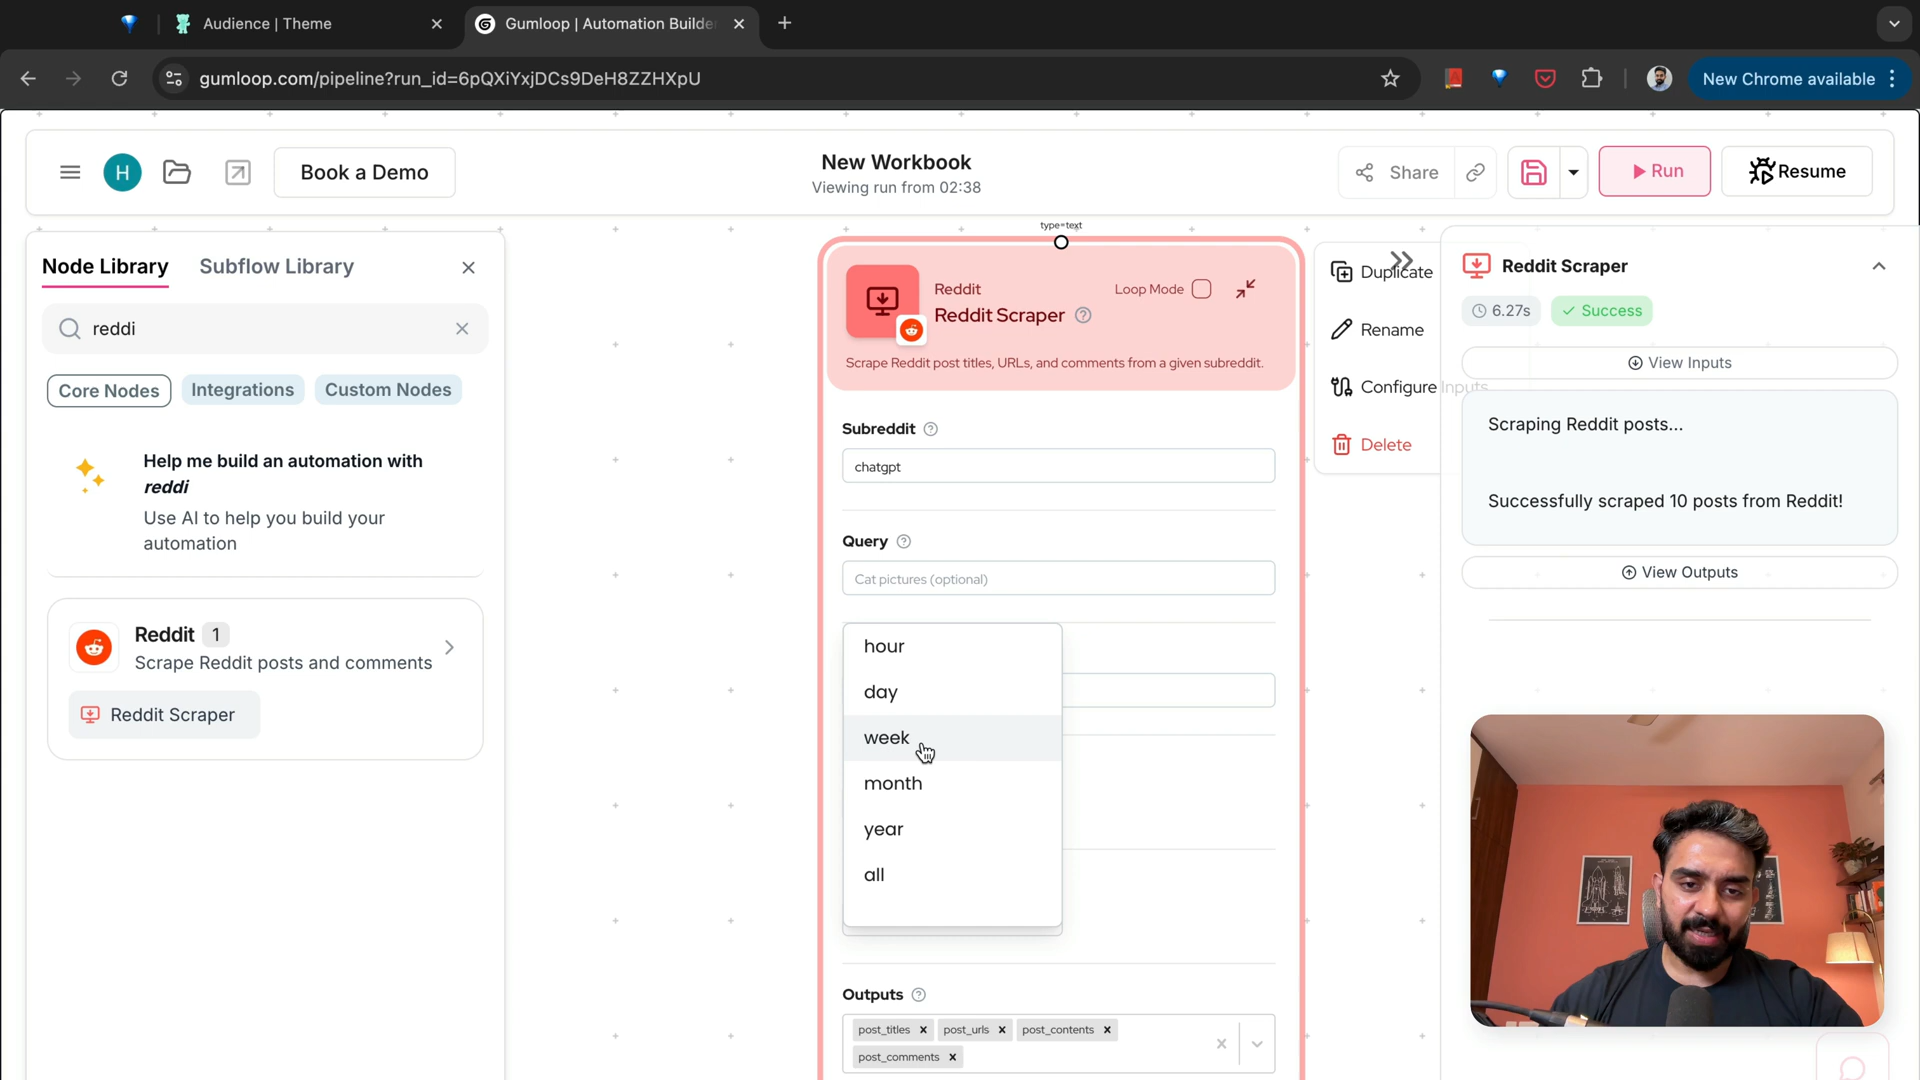 Audience | Theme
Gumloop | Automation Builde
gumloop.com/pipeline?run_id=6pQXiYxjDCs9DeH8ZZHXpU
New Chrome available
H
Book a Demo
New Workbook
Viewing run from 02:38
Share
Run
Resume
Node Library
Subflow Library
reddi
Core Nodes
Integrations
Custom Nodes
Help me build an automation with
reddi
Use AI to help you build your
automation
Reddit 1
Scrape Reddit posts and comments
Reddit Scraper
type=text
Reddit
Reddit Scraper
Loop Mode
Scrape Reddit post titles, URLs, and comments from a given subreddit.
Subreddit
chatgpt
Query
Cat pictures (optional)
hour
day
week
month
year
all
Outputs
post_titles
post_urls
post_contents
post_comments
Duplicate
Rename
Configure Inputs
Delete
Reddit Scraper
6.27s
Success
View Inputs
Scraping Reddit posts...
Successfully scraped 10 posts from Reddit!
View Outputs